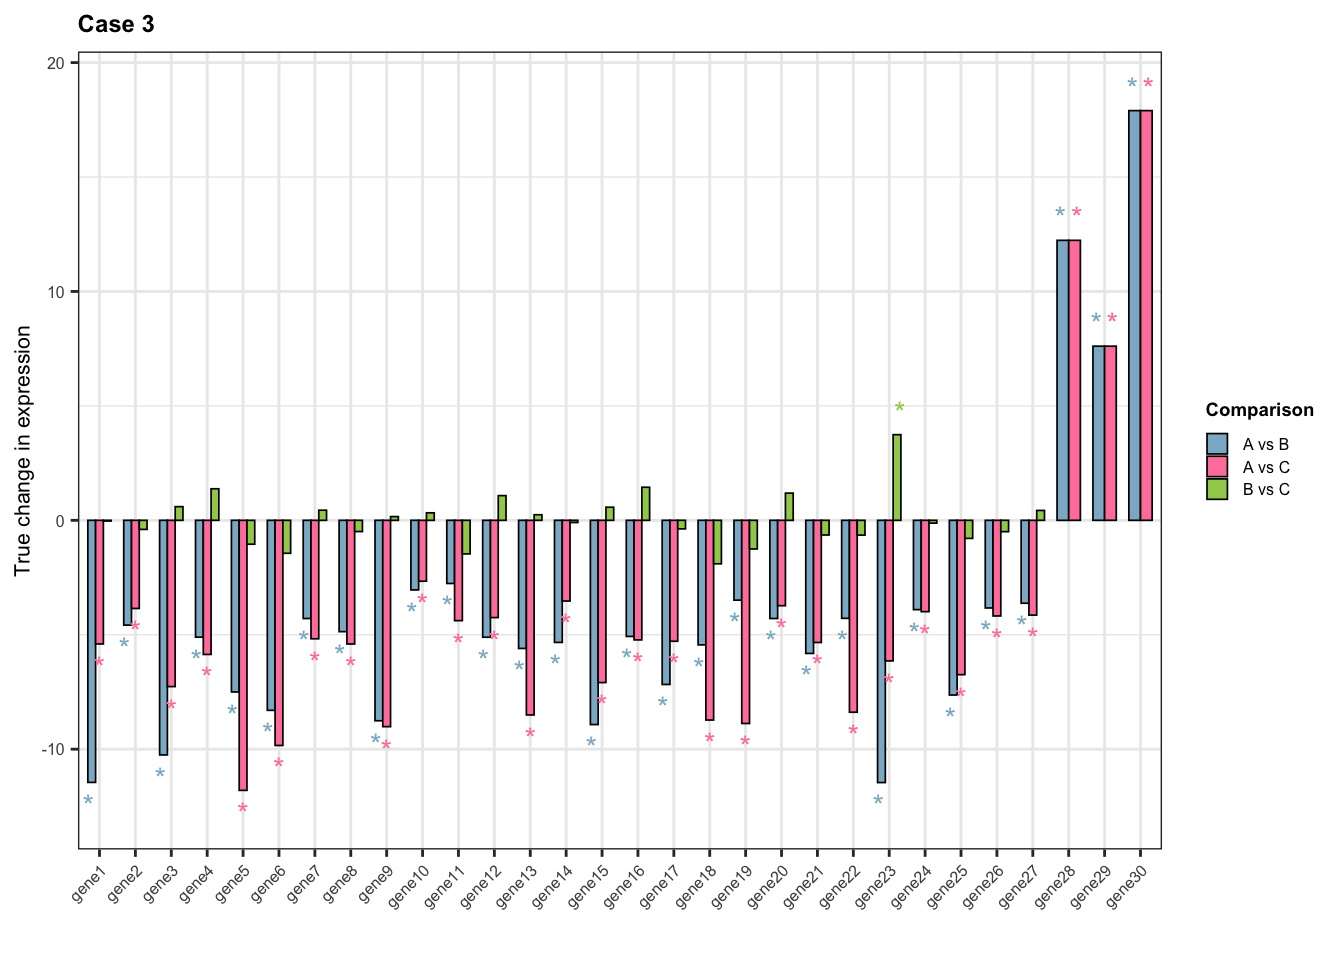 Case 3
True change in expression
20
10
0
-10
gene1
gene2
gene3
gene4
gene5
gene6
gene7
gene8
gene9
gene10
gene11
gene12
gene13
gene14
gene15
gene16
gene17
gene18
gene19
gene20
gene21
gene22
gene23
gene24
gene25
gene26
gene27
gene28
gene29
gene30
Comparison
A vs B
A vs C
B vs C